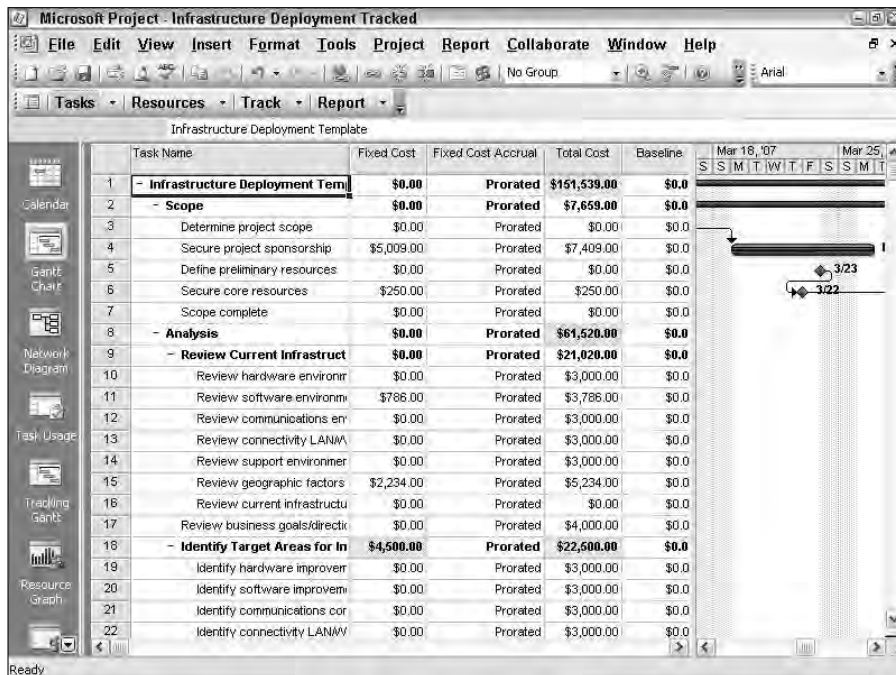 Microsoft Project - Infrastructure Deployment Tracked
File Edit View Insert Format Tools Project Report Collaborate Window Help
No Group Arial
Tasks Resources Track Report
Infrastructure Deployment Template
Task Name Fixed Cost Fixed Cost Accrual Total Cost Baseline Mar 18, '07 Mar 25,
S S M T W T F S S M T
1 - Infrastructure Deployment Tem $0.00 Prorated $151,539.00 $0.0
2 - Scope $0.00 Prorated $7,659.00 $0.0
3 Determine project scope $0.00 Prorated $0.00 $0.0
4 Secure project sponsorship $5,009.00 Prorated $7,409.00 $0.0
5 Define preliminary resources $0.00 Prorated $0.00 $0.0 3/23
6 Secure core resources $250.00 Prorated $250.00 $0.0 3/22
7 Scope complete $0.00 Prorated $0.00 $0.0
8 - Analysis $0.00 Prorated $61,520.00 $0.0
9 - Review Current Infrastruct $0.00 Prorated $21,020.00 $0.0
10 Review hardware environm $0.00 Prorated $3,000.00 $0.0
11 Review software environme $786.00 Prorated $3,786.00 $0.0
12 Review communications en $0.00 Prorated $3,000.00 $0.0
13 Review connectivity LAN/W $0.00 Prorated $3,000.00 $0.0
14 Review support environmer $0.00 Prorated $3,000.00 $0.0
15 Review geographic factors $2,234.00 Prorated $5,234.00 $0.0
16 Review current infrastructu $0.00 Prorated $0.00 $0.0
17 Review business goals/directic $0.00 Prorated $4,000.00 $0.0
18 - Identify Target Areas for In $4,500.00 Prorated $22,500.00 $0.0
19 Identify hardware improvem $0.00 Prorated $3,000.00 $0.0
20 Identify software improveme $0.00 Prorated $3,000.00 $0.0
21 Identify communications cor $0.00 Prorated $3,000.00 $0.0
22 Identify connectivity LAN/W $0.00 Prorated $3,000.00 $0.0
Calendar
Gantt
Chart
Network
Diagram
Task Usage
Tracking
Gantt
Resource
Graph
Ready